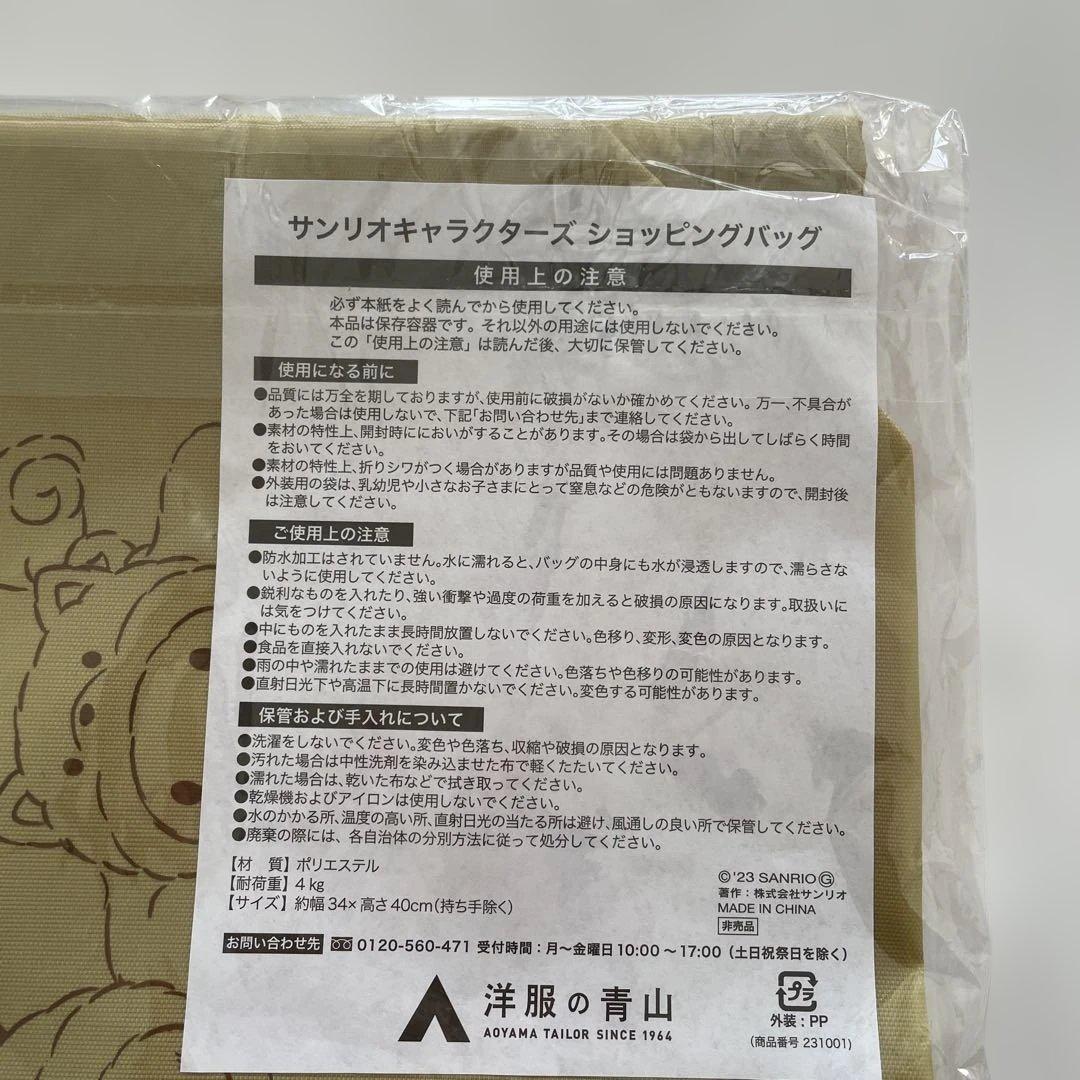 サンリオキャラクターズ ショッピングバッグ
使用上の注意
必ず本紙をよく読んでから使用してください。
本品は保存容器です。それ以外の用途には使用しないでください。
この「使用上の注意」は読んだ後、大切に保管してください。
使用になる前に
●品質には万全を期しておりますが、使用前に破損がないか確かめてください。万一、不具合が
あった場合は使用しないで、下記「お問い合わせ先」まで連絡してください。
●素材の特性上、開封時ににおいがすることがあります。その場合は袋から出してしばらく時間
をおいてください。
●素材の特性上、折りシワがつく場合がありますが品質や使用には問題ありません。
●外装用の袋は、乳幼児や小さなお子さまにとって窒息などの危険がともないますので、開封後
は注意してください。
ご使用上の注意
●防水加工はされていません。水に濡れると、バッグの中身にも水が浸透しますので、濡らさな
いように使用してください。
●鋭利なものを入れたり、強い衝撃や過度の荷重を加えると破損の原因になります。取扱いに
は気をつけてください。
●中にものを入れたまま長時間放置しないでください。色移り、変形、変色の原因となります。
●食品を直接入れないでください。
●雨の中や濡れたままでの使用は避けてください。色落ちや色移りの可能性があります。
●直射日光下や高温下に長時間置かないでください。変色する可能性があります。
保管および手入れについて
●洗濯をしないでください。変色や色落ち、収縮や破損の原因となります。
●汚れた場合は中性洗剤を染み込ませた布で軽くたたいてください。
●濡れた場合は、乾いた布などで拭き取ってください。
●乾燥機およびアイロンは使用しないでください。
●水のかかる所、温度の高い所、直射日光の当たる所は避け、風通しの良い所で保管してください。
●廃棄の際には、各自治体の分別方法に従って処分してください。
【材 質】ポリエステル
【耐荷重】4kg
【サイズ】約幅34×高さ40cm(持ち手除く)
©'23 SANRIO Ⓖ
著作:株式会社サンリオ
MADE IN CHINA
非売品
お問い合わせ先 0120-560-471 受付時間:月〜金曜日10:00〜17:00(土日祝祭日を除く)
洋服の青山
AOYAMA TAILOR SINCE 1964
プラ
外装:PP
(商品番号 231001)